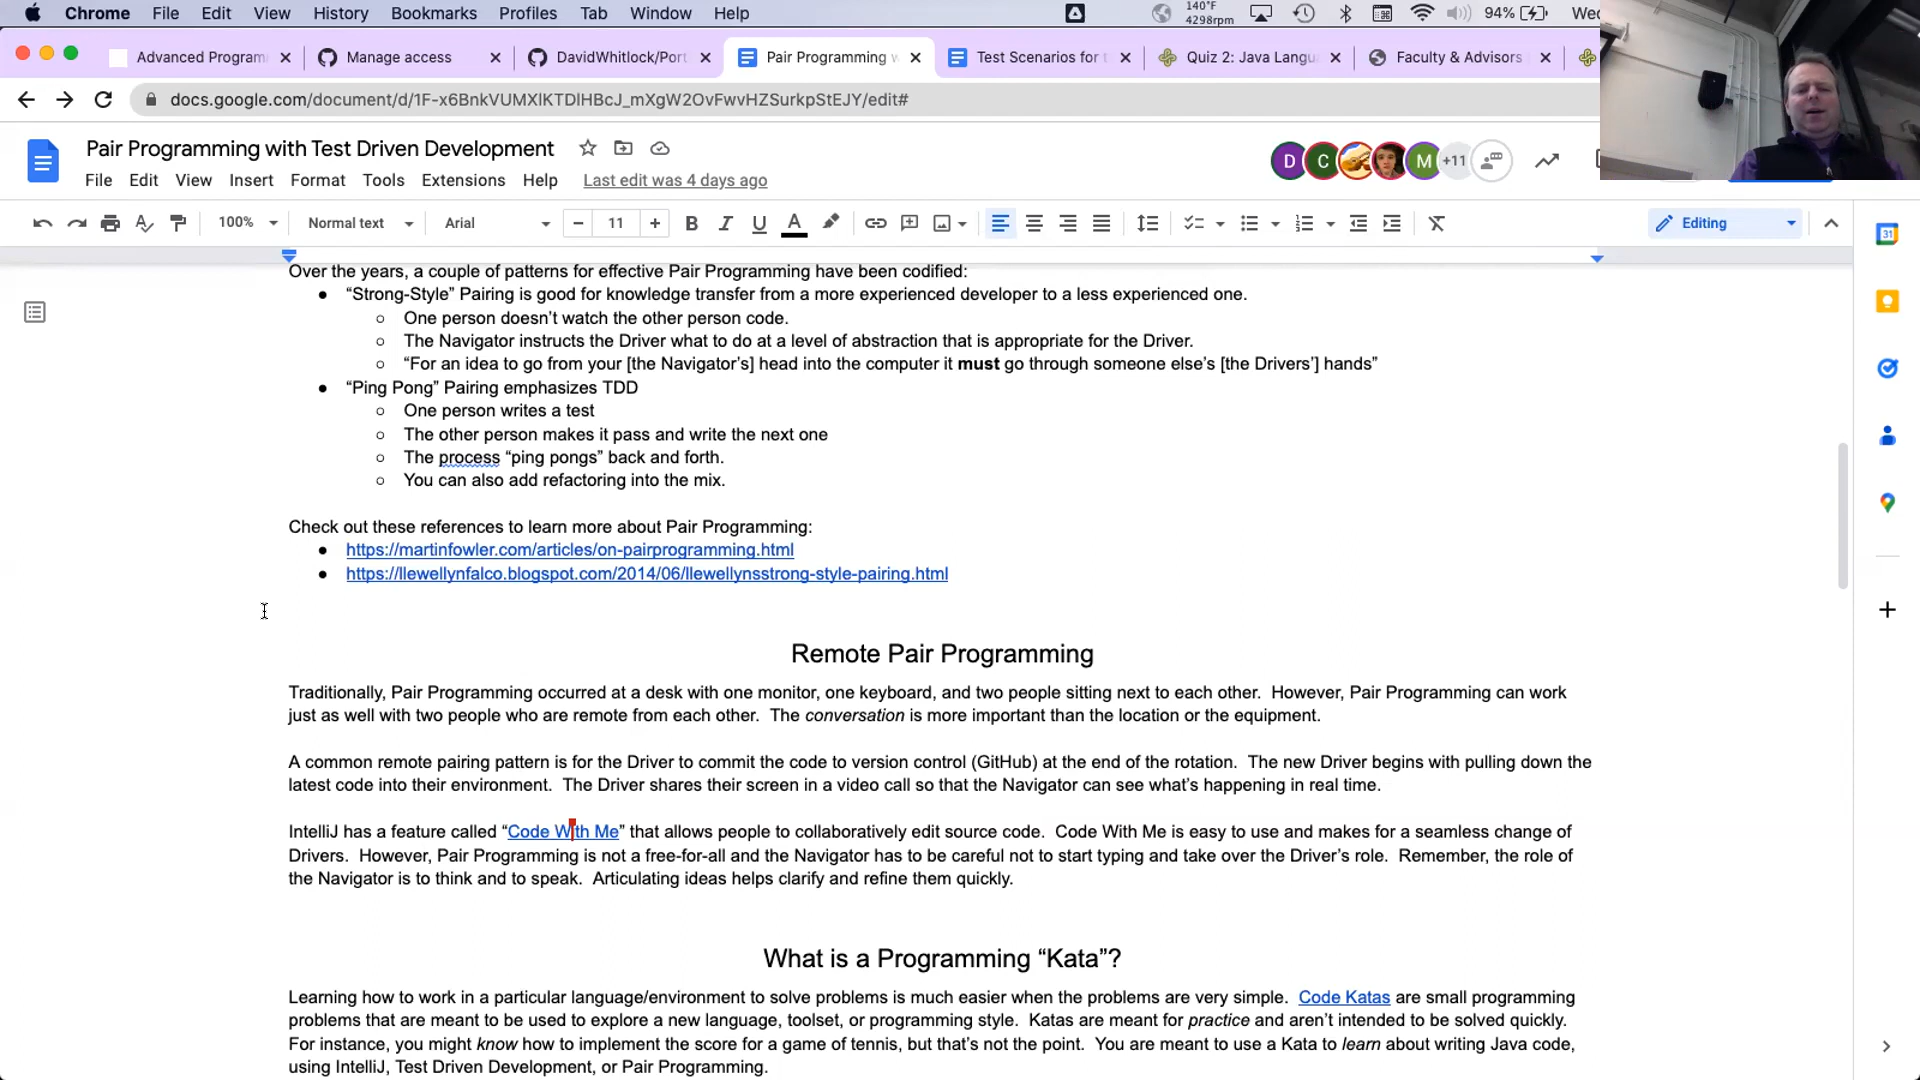 Chrome File Edit View History Bookmarks Profiles Tab Window Help 140°F 4298rpm 94% Wed
Advanced Program Manage access DavidWhitlock/Port Pair Programming w Test Scenarios for t Quiz 2: Java Langu Faculty & Advisors
docs.google.com/document/d/1F-x6BnkVUMXlKTDlHBcJ_mXgW2OvFwvHZSurkpStEJY/edit#
Pair Programming with Test Driven Development
D C M +11
File Edit View Insert Format Tools Extensions Help Last edit was 4 days ago
100% Normal text Arial − 11 + B I U A Editing
31
Over the years, a couple of patterns for effective Pair Programming have been codified:
● “Strong-Style” Pairing is good for knowledge transfer from a more experienced developer to a less experienced one.
○ One person doesn’t watch the other person code.
○ The Navigator instructs the Driver what to do at a level of abstraction that is appropriate for the Driver.
○ “For an idea to go from your [the Navigator’s] head into the computer it must go through someone else’s [the Drivers’] hands”
● “Ping Pong” Pairing emphasizes TDD
○ One person writes a test
○ The other person makes it pass and write the next one
○ The process “ping pongs” back and forth.
○ You can also add refactoring into the mix.
Check out these references to learn more about Pair Programming:
● https://martinfowler.com/articles/on-pairprogramming.html
● https://llewellynfalco.blogspot.com/2014/06/llewellynsstrong-style-pairing.html
Remote Pair Programming
Traditionally, Pair Programming occurred at a desk with one monitor, one keyboard, and two people sitting next to each other. However, Pair Programming can work
just as well with two people who are remote from each other. The conversation is more important than the location or the equipment.
A common remote pairing pattern is for the Driver to commit the code to version control (GitHub) at the end of the rotation. The new Driver begins with pulling down the
latest code into their environment. The Driver shares their screen in a video call so that the Navigator can see what’s happening in real time.
IntelliJ has a feature called “Code With Me” that allows people to collaboratively edit source code. Code With Me is easy to use and makes for a seamless change of
Drivers. However, Pair Programming is not a free-for-all and the Navigator has to be careful not to start typing and take over the Driver’s role. Remember, the role of
the Navigator is to think and to speak. Articulating ideas helps clarify and refine them quickly.
What is a Programming “Kata”?
Learning how to work in a particular language/environment to solve problems is much easier when the problems are very simple. Code Katas are small programming
problems that are meant to be used to explore a new language, toolset, or programming style. Katas are meant for practice and aren’t intended to be solved quickly.
For instance, you might know how to implement the score for a game of tennis, but that’s not the point. You are meant to use a Kata to learn about writing Java code,
using IntelliJ, Test Driven Development, or Pair Programming.